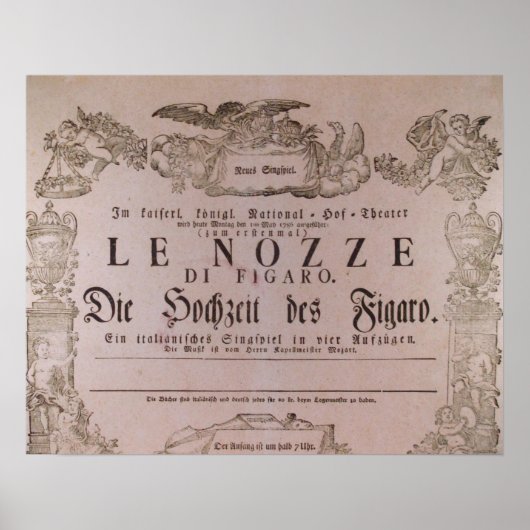 Neues Singspiel.
Im kaiserl. königl. National-Hof-Theater
wird heute Montag den 1ten May 1786 aufgeführt:
(zum erstenmal)
LE NOZZE
DI FIGARO.
Die Hochzeit des Figaro.
Ein italiänisches Singspiel in vier Aufzügen.
Die Musik ist vom Herrn Kapellmeister Mozart.
Die Bücher sind italiänisch und deutsch jedes für 20 kr. beym Logenmeister zu haben.
Der Anfang ist um halb 7 Uhr.